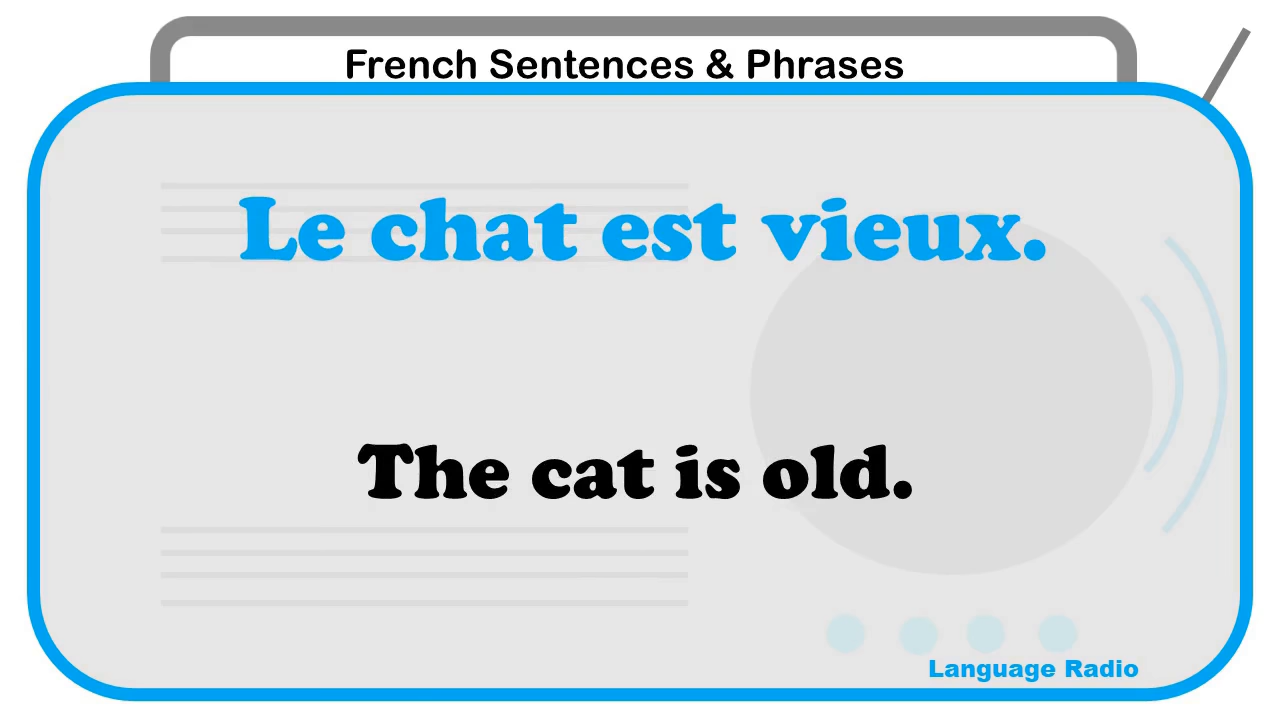 French Sentences & Phrases
Le chat est vieux.
The cat is old.
Language Radio